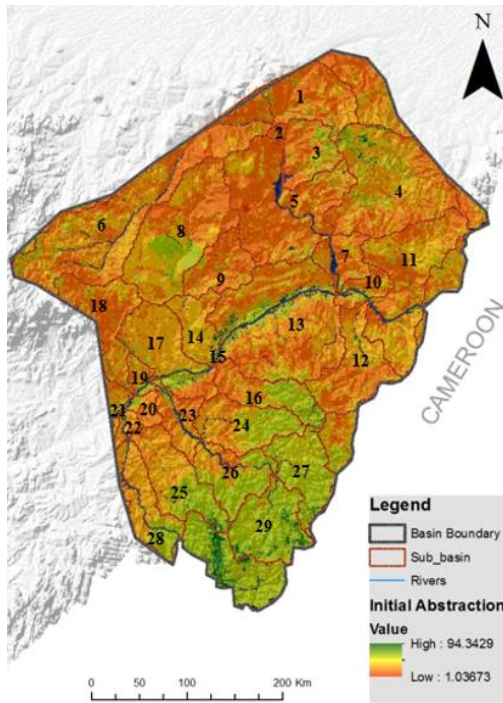 N
1
2
3
4
5
6
7
8
9
10
11
12
13
14
15
16
17
18
19
20
21
22
23
24
25
26
27
28
29
CAMEROON
Legend
Basin Boundary
Sub_basin
Rivers
Initial Abstraction
Value
High : 94.3429
Low : 1.03673
0 50 100 200 Km